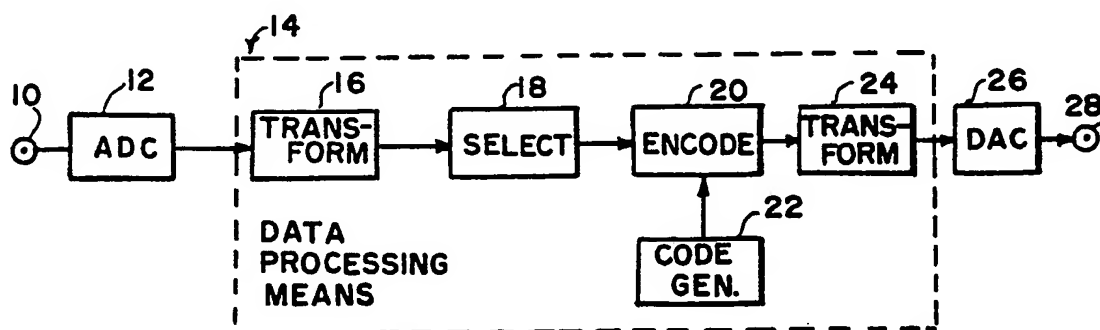 14
10
12
16
18
20
24
26
28
ADC
TRANS-
FORM
SELECT
ENCODE
TRANS-
FORM
DAC
22
CODE
GEN.
DATA
PROCESSING
MEANS